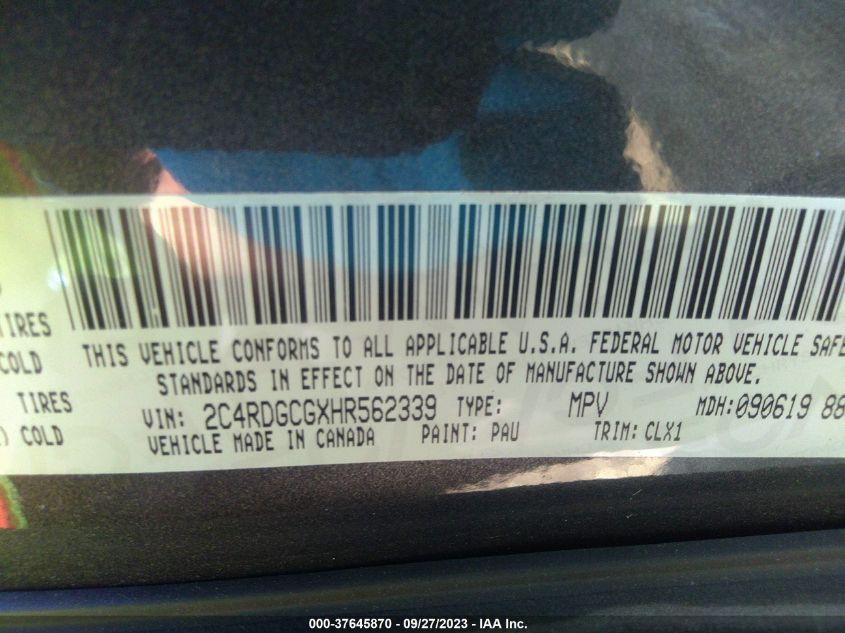 TIRES
COLD
TIRES
) COLD
THIS VEHICLE CONFORMS TO ALL APPLICABLE U.S.A. FEDERAL MOTOR VEHICLE SAFE
STANDARDS IN EFFECT ON THE DATE OF MANUFACTURE SHOWN ABOVE.
VIN: 2C4RDGCGXHR562339 TYPE: MPV MDH:090619 88
VEHICLE MADE IN CANADA PAINT: PAU TRIM: CLX1
000-37645870 - 09/27/2023 - IAA Inc.